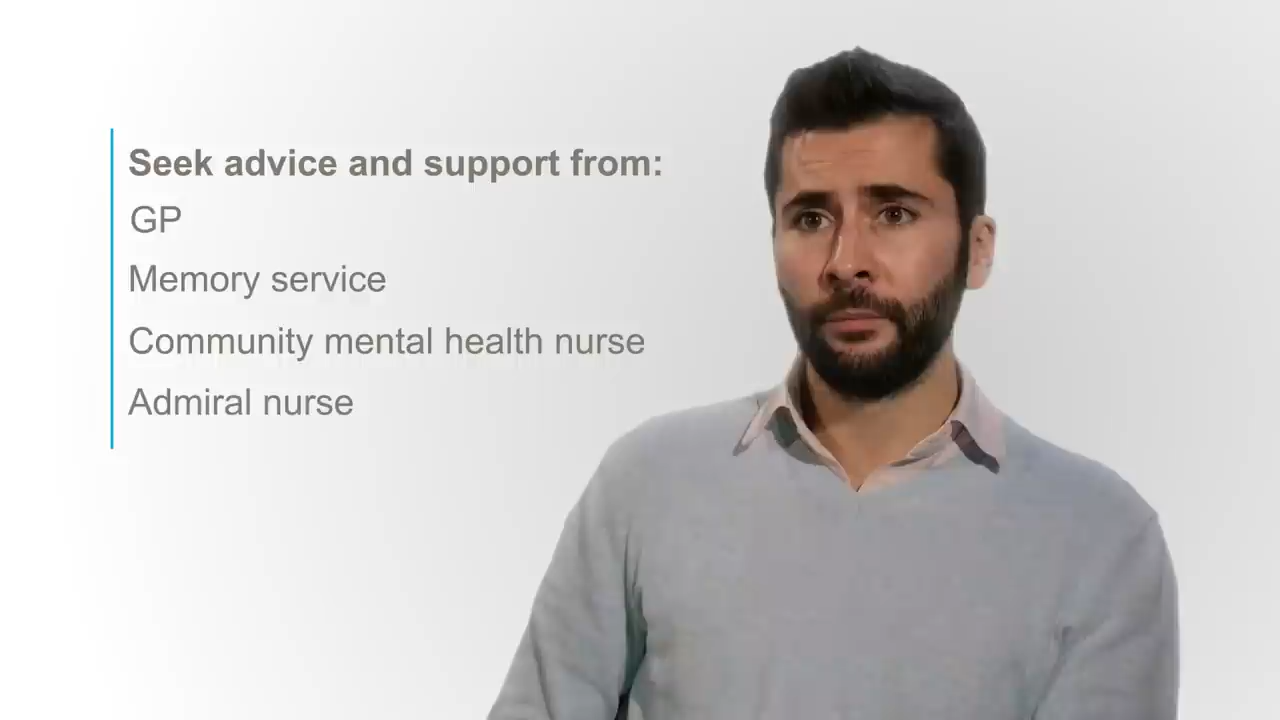 Seek advice and support from:
GP
Memory service
Community mental health nurse
Admiral nurse